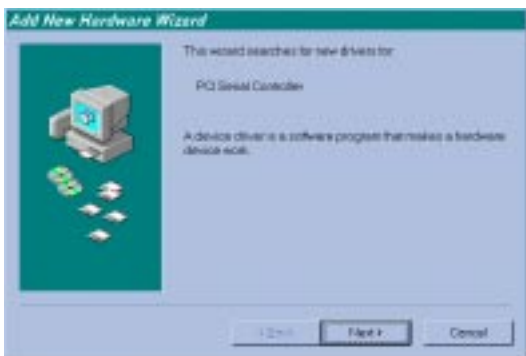 Add New Hardware Wizard
This wizard searches for new drivers for:
PCI Serial Controller
A device driver is a software program that makes a hardware
device work.
< Back
Next >
Cancel